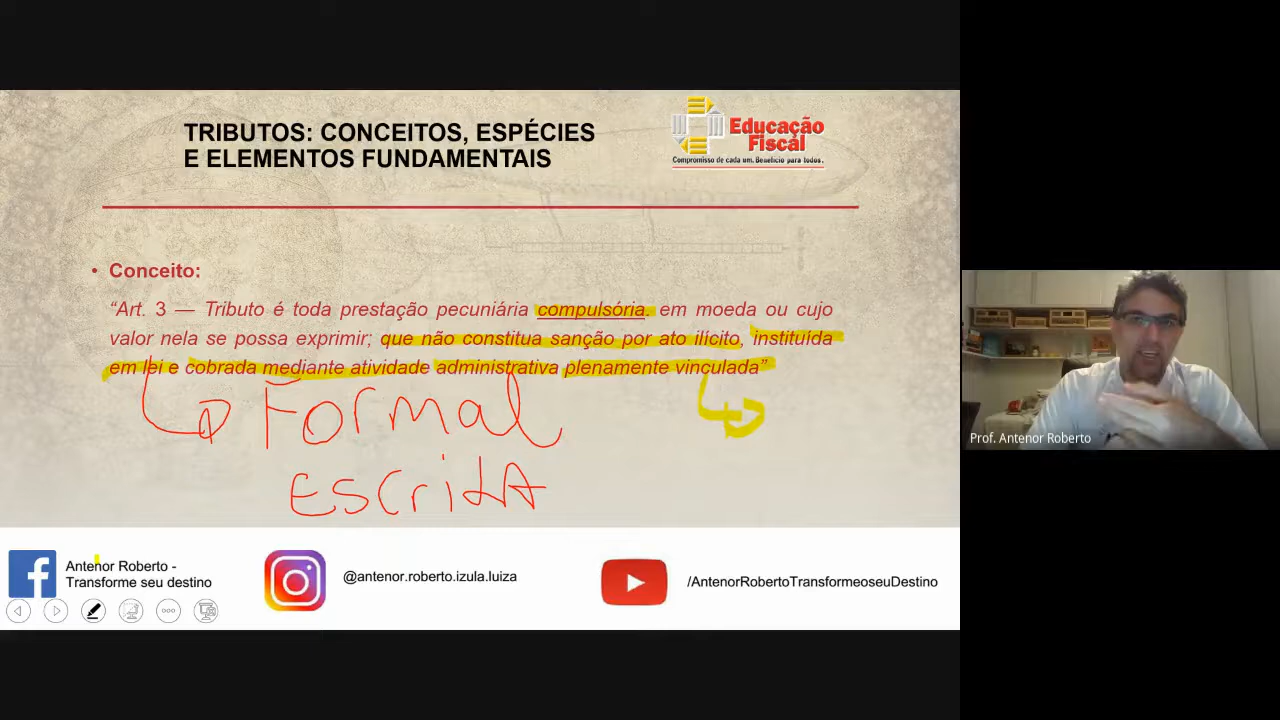 TRIBUTOS: CONCEITOS, ESPÉCIES
E ELEMENTOS FUNDAMENTAIS
Educação
Fiscal
Compromisso de cada um. Benefício para todos.
• Conceito:
“Art. 3 — Tributo é toda prestação pecuniária compulsória. em moeda ou cujo
valor nela se possa exprimir; que não constitua sanção por ato ilícito, instituída
em lei e cobrada mediante atividade administrativa plenamente vinculada”
Formal
Escrita
Prof. Antenor Roberto
Antenor Roberto -
Transforme seu destino
@antenor.roberto.izula.luiza
/AntenorRobertoTransformeoseuDestino